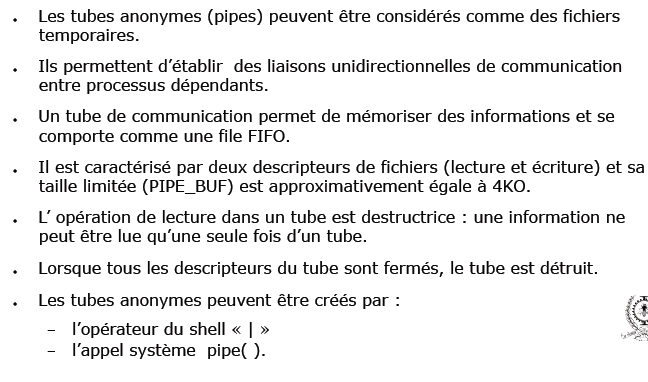 • Les tubes anonymes (pipes) peuvent être considérés comme des fichiers
temporaires.
• Ils permettent d’établir  des liaisons unidirectionnelles de communication
entre processus dépendants.
• Un tube de communication permet de mémoriser des informations et se
comporte comme une file FIFO.
• Il est caractérisé par deux descripteurs de fichiers (lecture et écriture) et sa
taille limitée (PIPE_BUF) est approximativement égale à 4KO.
• L’ opération de lecture dans un tube est destructrice : une information ne
peut être lue qu’une seule fois d’un tube.
• Lorsque tous les descripteurs du tube sont fermés, le tube est détruit.
• Les tubes anonymes peuvent être créés par :
– l’opérateur du shell « | »
– l’appel système  pipe( ).